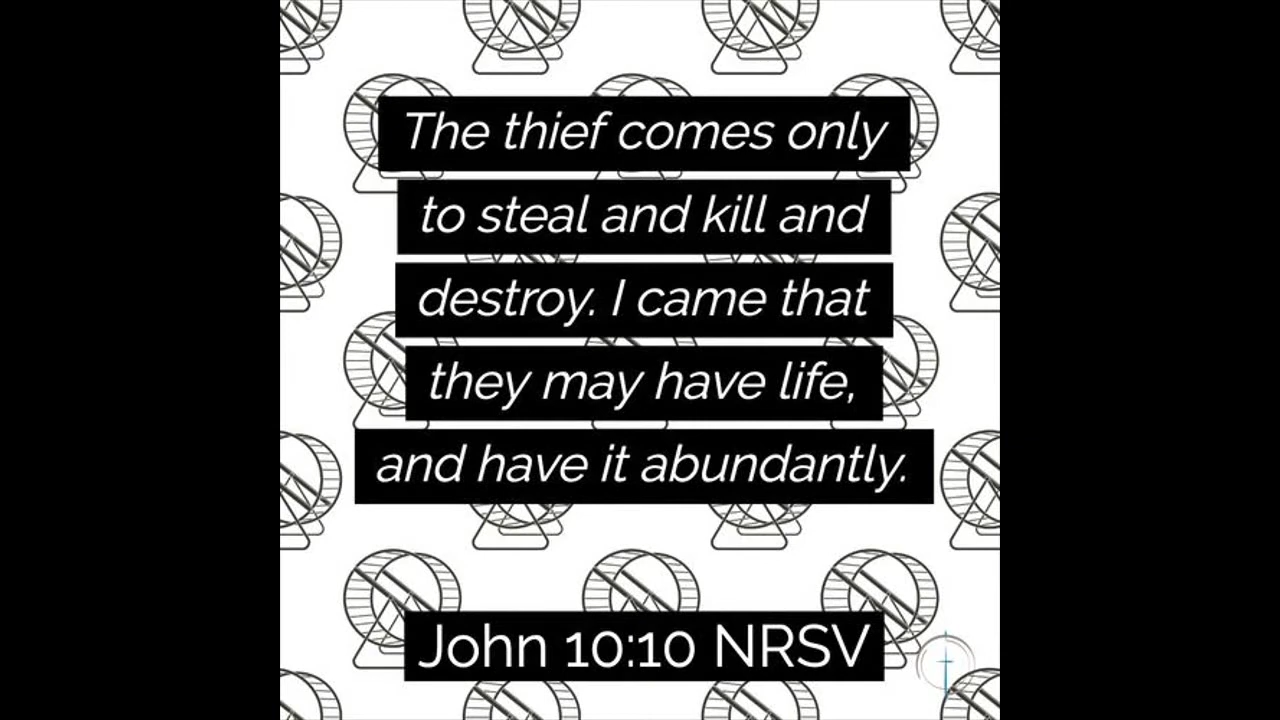 The thief comes only
to steal and kill and
destroy. I came that
they may have life,
and have it abundantly.
John 10:10 NRSV